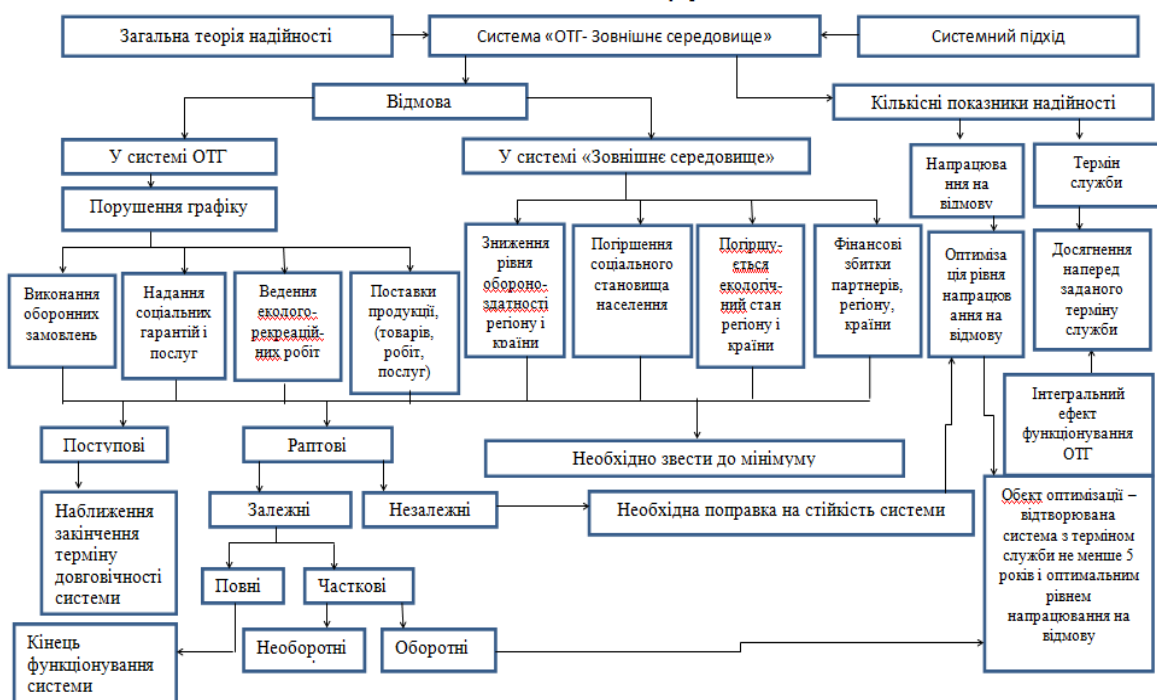 Загальна теорія надійності
Система «ОТГ- Зовнішнє середовище»
Системний підхід
Відмова
Кількісні показники надійності
У системі ОТГ
У системі «Зовнішнє середовище»
Напрацюва
ння на
відмову
Термін
служби
Порушення графіку
Виконання
оборонних
замовлень
Надання
соціальних
гарантій і
послуг
Ведення
еколого-
рекреацій-
них робіт
Поставки
продукції,
(товарів,
робіт,
послуг)
Зниження
рівня
обороно-
здатності
регіону і
країни
Погіршення
соціального
становища
населення
Погіршу-
ється
екологіч-
ний стан
регіону і
країни
Фінансові
збитки
партнерів,
регіону,
країни
Оптиміза
ція рівня
напрацюв
ання на
відмову
Досягнення
наперед
заданого
терміну
служби
Інтегральний
ефект
функціонування
ОТГ
Поступові
Раптові
Необхідно звести до мінімуму
Наближення
закінчення
терміну
довговічності
системи
Залежні
Незалежні
Необхідна поправка на стійкість системи
Обєкт оптимізації –
відтворювана
система з терміном
служби не менше 5
років і оптимальним
рівнем
напрацювання на
відмову
Повні
Часткові
Кінець
функціонування
системи
Необоротні
Оборотні